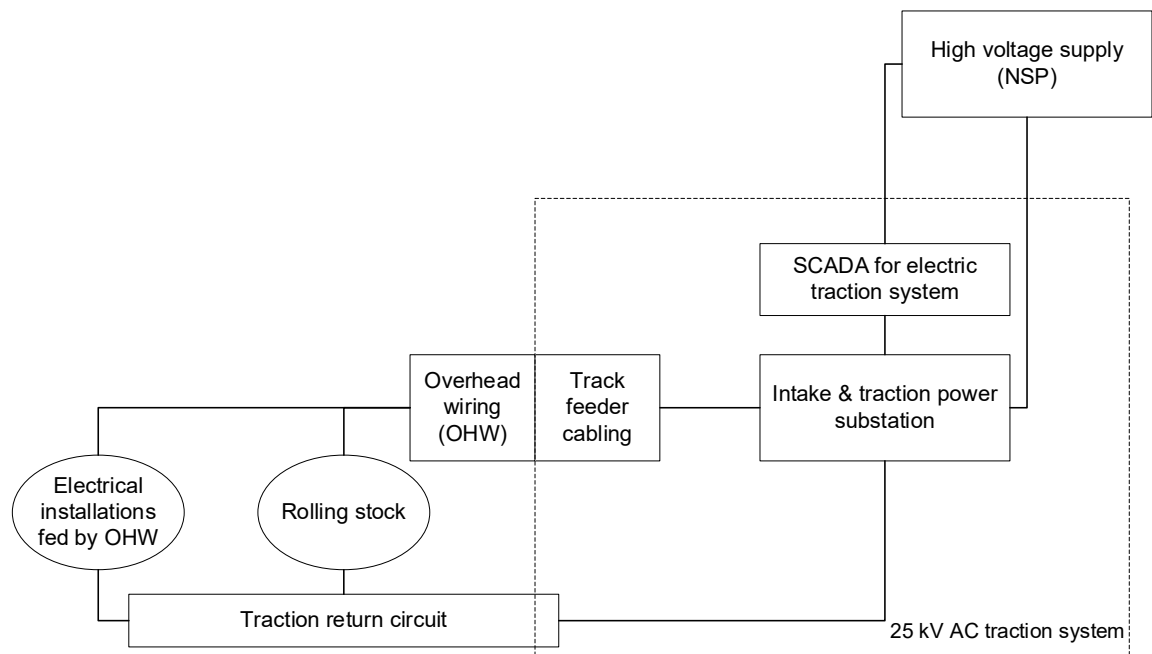 High voltage supply
(NSP)
SCADA for electric
traction system
Overhead
wiring
(OHW)
Track
feeder
cabling
Intake & traction power
substation
Electrical
installations
fed by OHW
Rolling stock
Traction return circuit
25 kV AC traction system